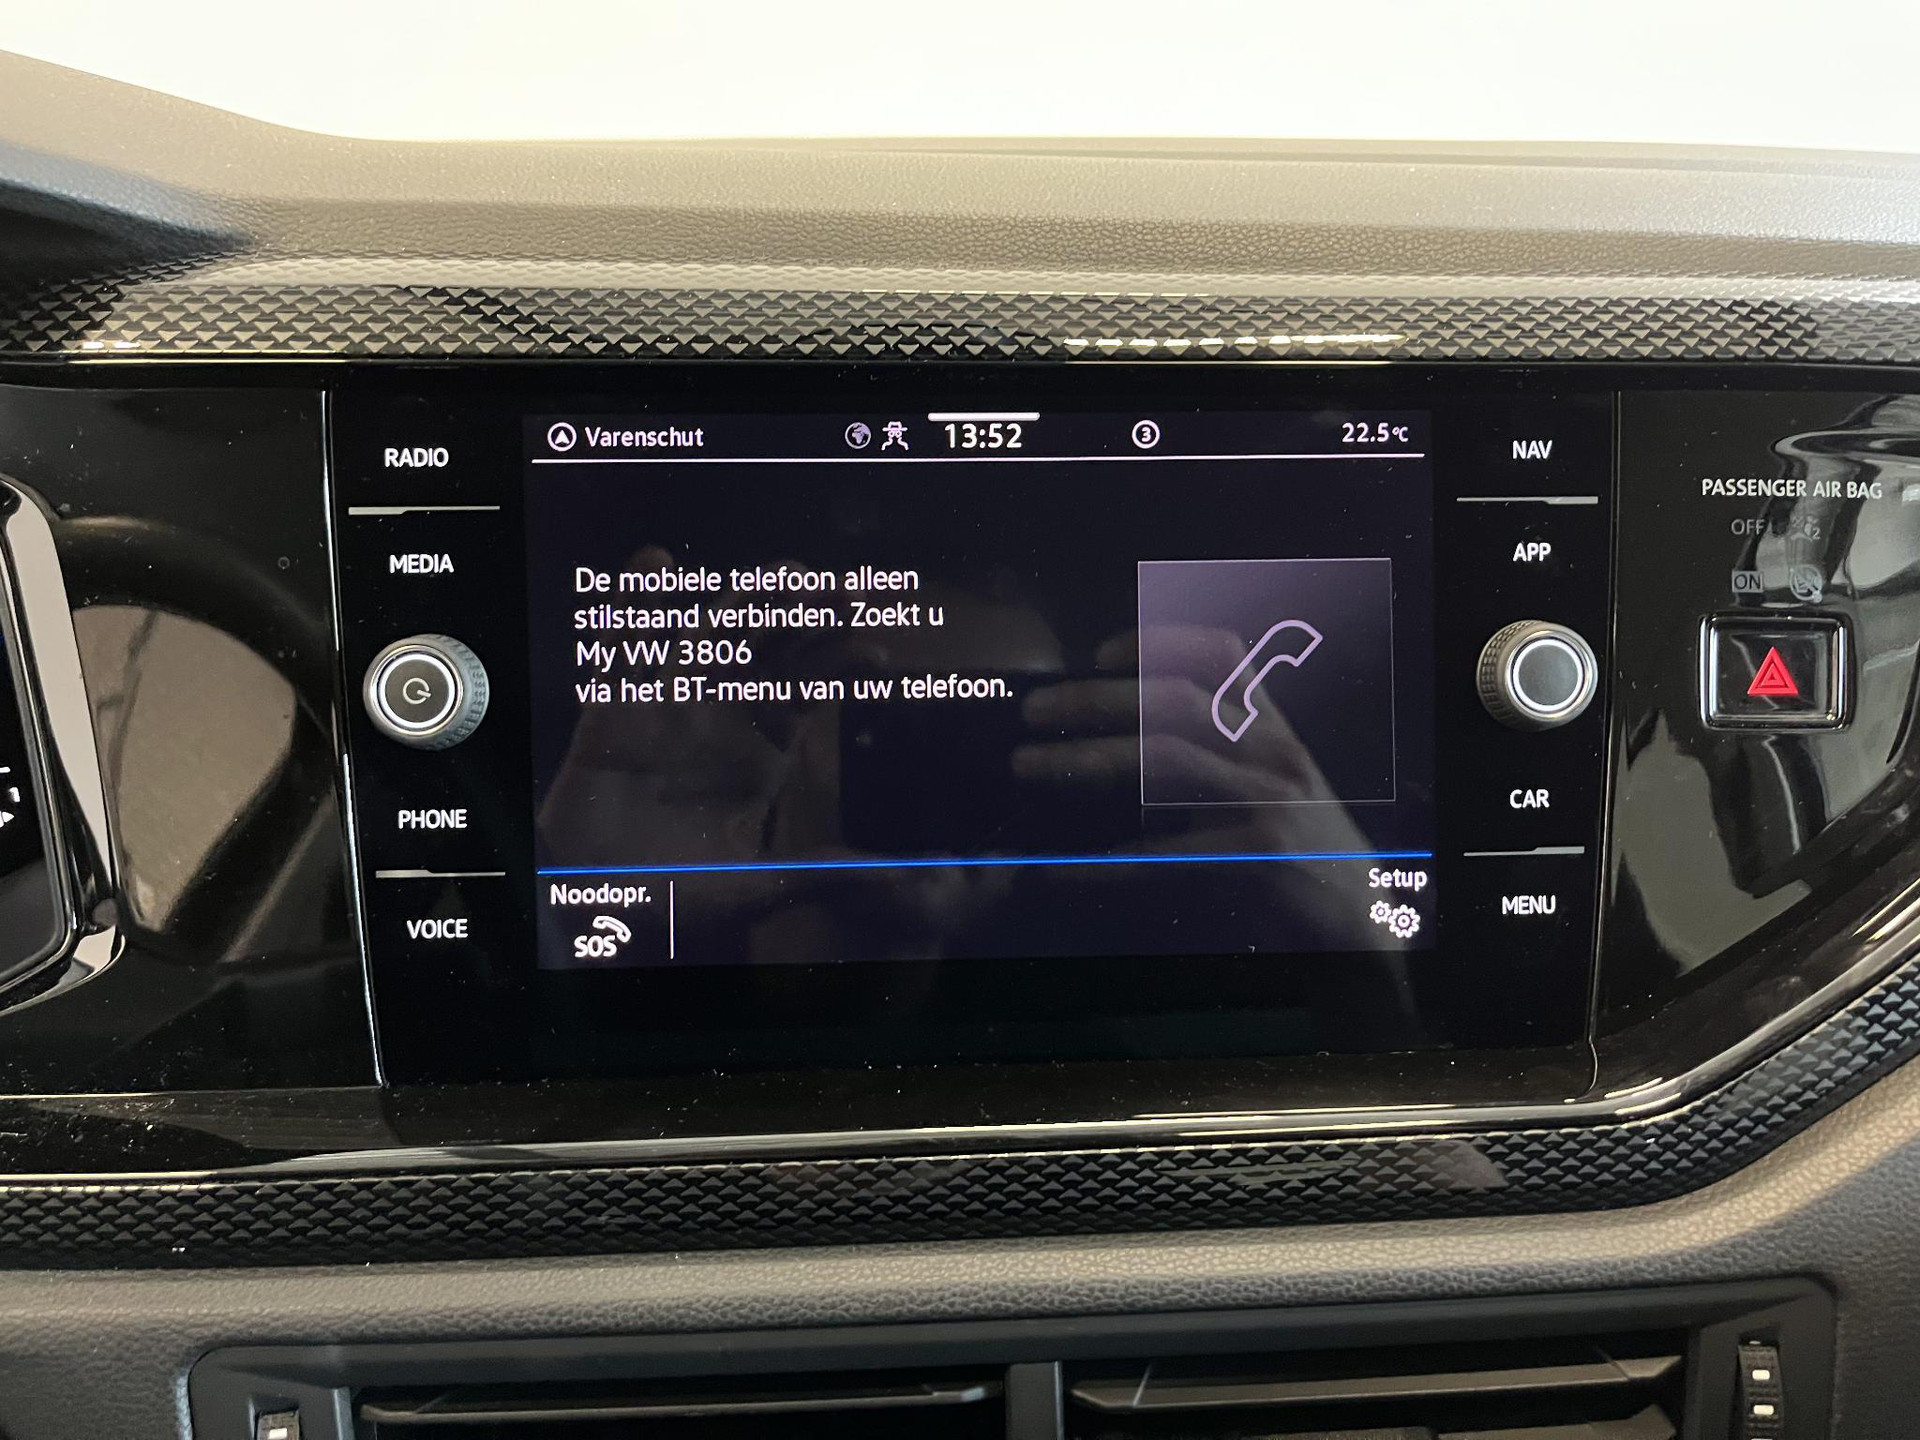 RADIO
MEDIA
PHONE
VOICE
Varenschut
13:52
3
22.5°C
De mobiele telefoon alleen
stilstaand verbinden. Zoekt u
My VW 3806
via het BT-menu van uw telefoon.
Noodopr.
SOS
Setup
NAV
APP
CAR
MENU
PASSENGER AIR BAG
OFF
ON